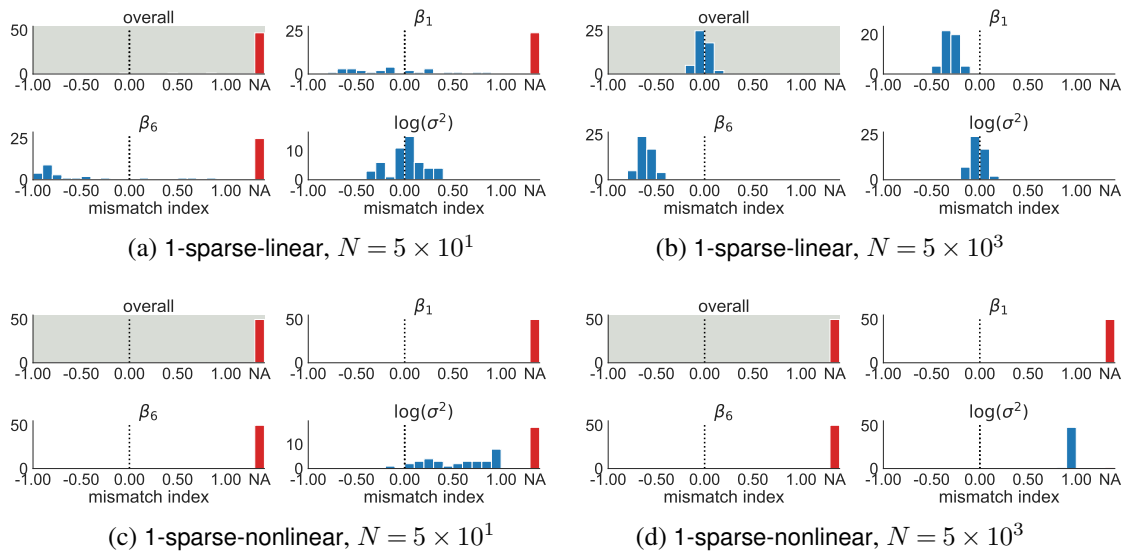 overall
50
0
-1.00 -0.50 0.00 0.50 1.00 NA
β₁
25
0
-1.00 -0.50 0.00 0.50 1.00 NA
β₆
25
0
-1.00 -0.50 0.00 0.50 1.00 NA
mismatch index
log(σ²)
10
0
-1.00 -0.50 0.00 0.50 1.00 NA
mismatch index
(a) 1-sparse-linear, N = 5 × 10¹
overall
25
0
-1.00 -0.50 0.00 0.50 1.00 NA
β₁
20
0
-1.00 -0.50 0.00 0.50 1.00 NA
β₆
25
0
-1.00 -0.50 0.00 0.50 1.00 NA
mismatch index
log(σ²)
25
0
-1.00 -0.50 0.00 0.50 1.00 NA
mismatch index
(b) 1-sparse-linear, N = 5 × 10³
overall
50
0
-1.00 -0.50 0.00 0.50 1.00 NA
β₁
50
0
-1.00 -0.50 0.00 0.50 1.00 NA
β₆
50
0
-1.00 -0.50 0.00 0.50 1.00 NA
mismatch index
log(σ²)
10
0
-1.00 -0.50 0.00 0.50 1.00 NA
mismatch index
(c) 1-sparse-nonlinear, N = 5 × 10¹
overall
50
0
-1.00 -0.50 0.00 0.50 1.00 NA
β₁
50
0
-1.00 -0.50 0.00 0.50 1.00 NA
β₆
50
0
-1.00 -0.50 0.00 0.50 1.00 NA
mismatch index
log(σ²)
50
0
-1.00 -0.50 0.00 0.50 1.00 NA
mismatch index
(d) 1-sparse-nonlinear, N = 5 × 10³